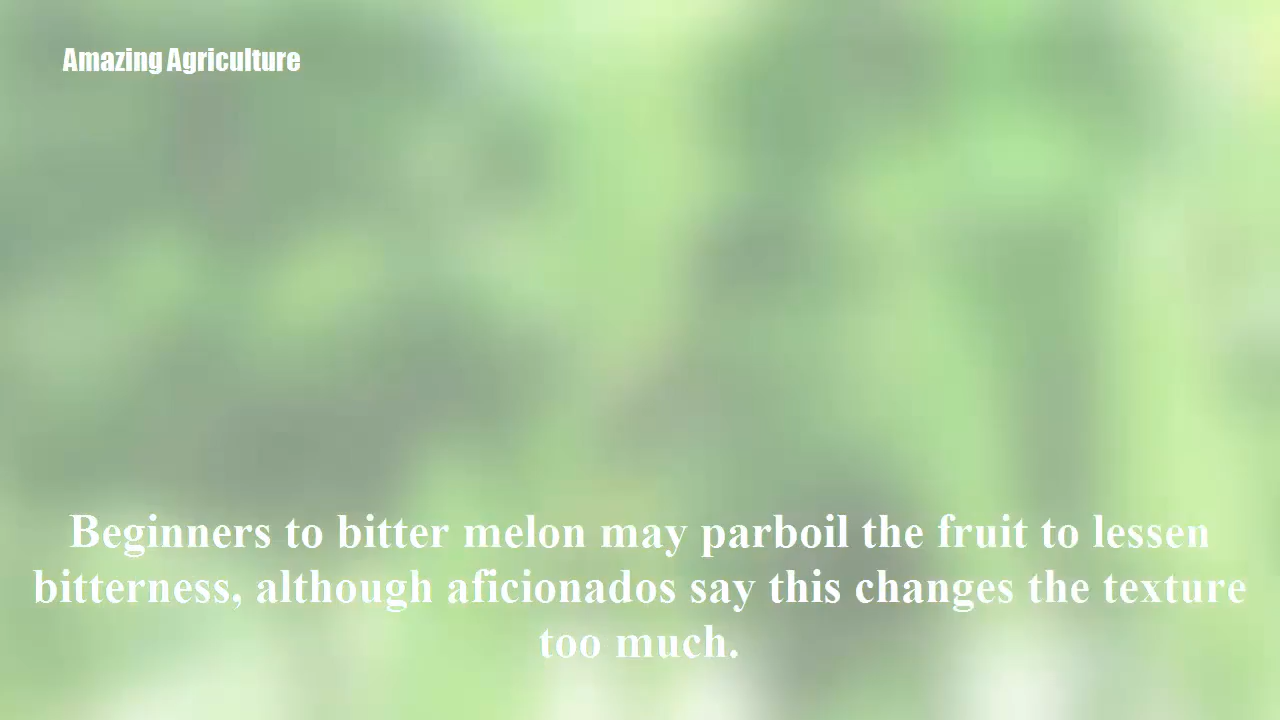 Amazing Agriculture
Beginners to bitter melon may parboil the fruit to lessen
bitterness, although aficionados say this changes the texture
too much.